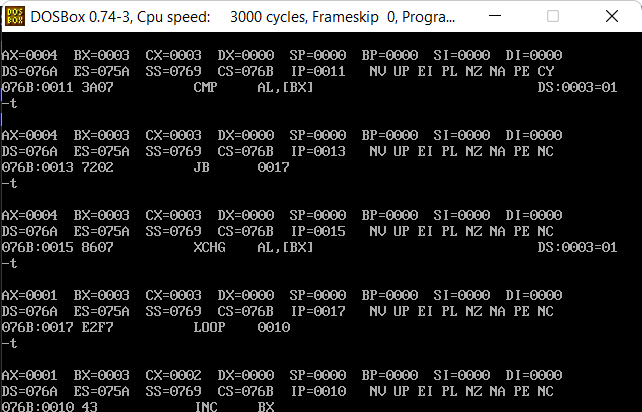 DOS BOX DOSBox 0.74-3, Cpu speed: 3000 cycles, Frameskip 0, Progra...
AX=0004 BX=0003 CX=0003 DX=0000 SP=0000 BP=0000 SI=0000 DI=0000
DS=076A ES=075A SS=0769 CS=076B IP=0011 NV UP EI PL NZ NA PE CY
076B:0011 3A07 CMP AL,[BX] DS:0003=01
-t
AX=0004 BX=0003 CX=0003 DX=0000 SP=0000 BP=0000 SI=0000 DI=0000
DS=076A ES=075A SS=0769 CS=076B IP=0013 NV UP EI PL NZ NA PE NC
076B:0013 7202 JB 0017
-t
AX=0004 BX=0003 CX=0003 DX=0000 SP=0000 BP=0000 SI=0000 DI=0000
DS=076A ES=075A SS=0769 CS=076B IP=0015 NV UP EI PL NZ NA PE NC
076B:0015 8607 XCHG AL,[BX] DS:0003=01
-t
AX=0001 BX=0003 CX=0003 DX=0000 SP=0000 BP=0000 SI=0000 DI=0000
DS=076A ES=075A SS=0769 CS=076B IP=0017 NV UP EI PL NZ NA PE NC
076B:0017 E2F7 LOOP 0010
-t
AX=0001 BX=0003 CX=0002 DX=0000 SP=0000 BP=0000 SI=0000 DI=0000
DS=076A ES=075A SS=0769 CS=076B IP=0010 NV UP EI PL NZ NA PE NC
076B:0010 43 INC BX